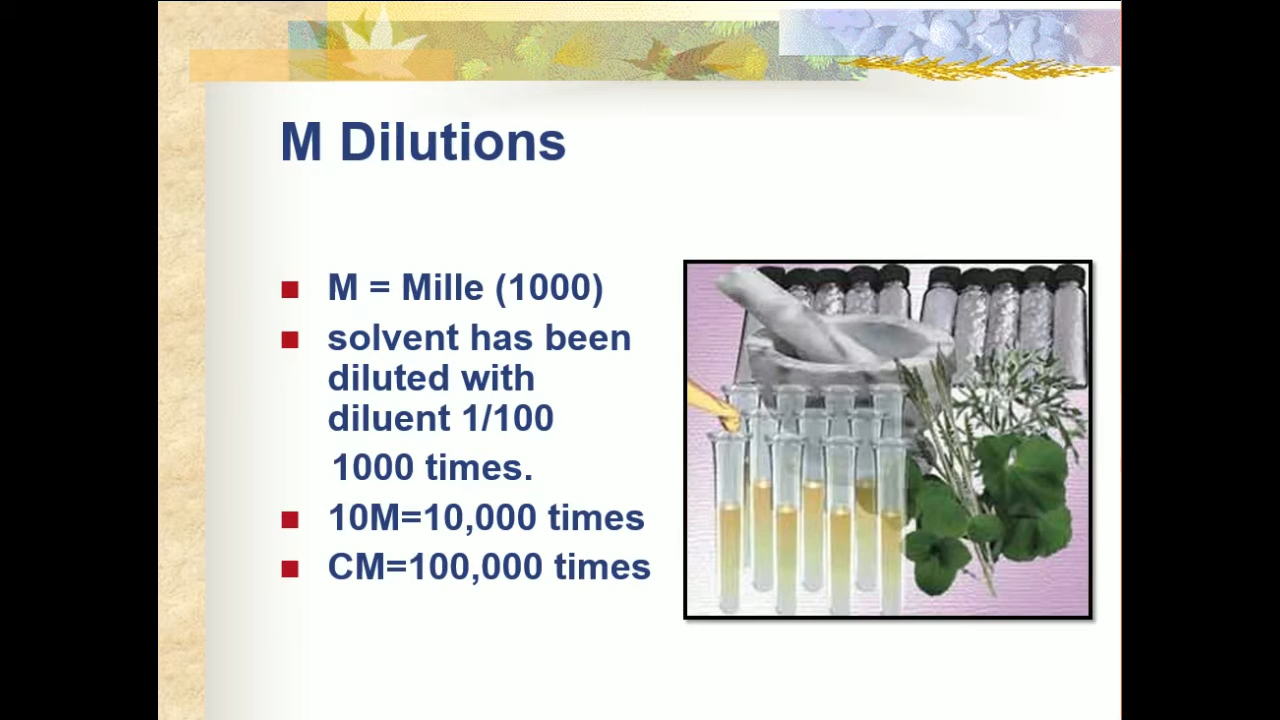 M Dilutions
M = Mille (1000)
solvent has been
diluted with
diluent 1/100
1000 times.
10M=10,000 times
CM=100,000 times